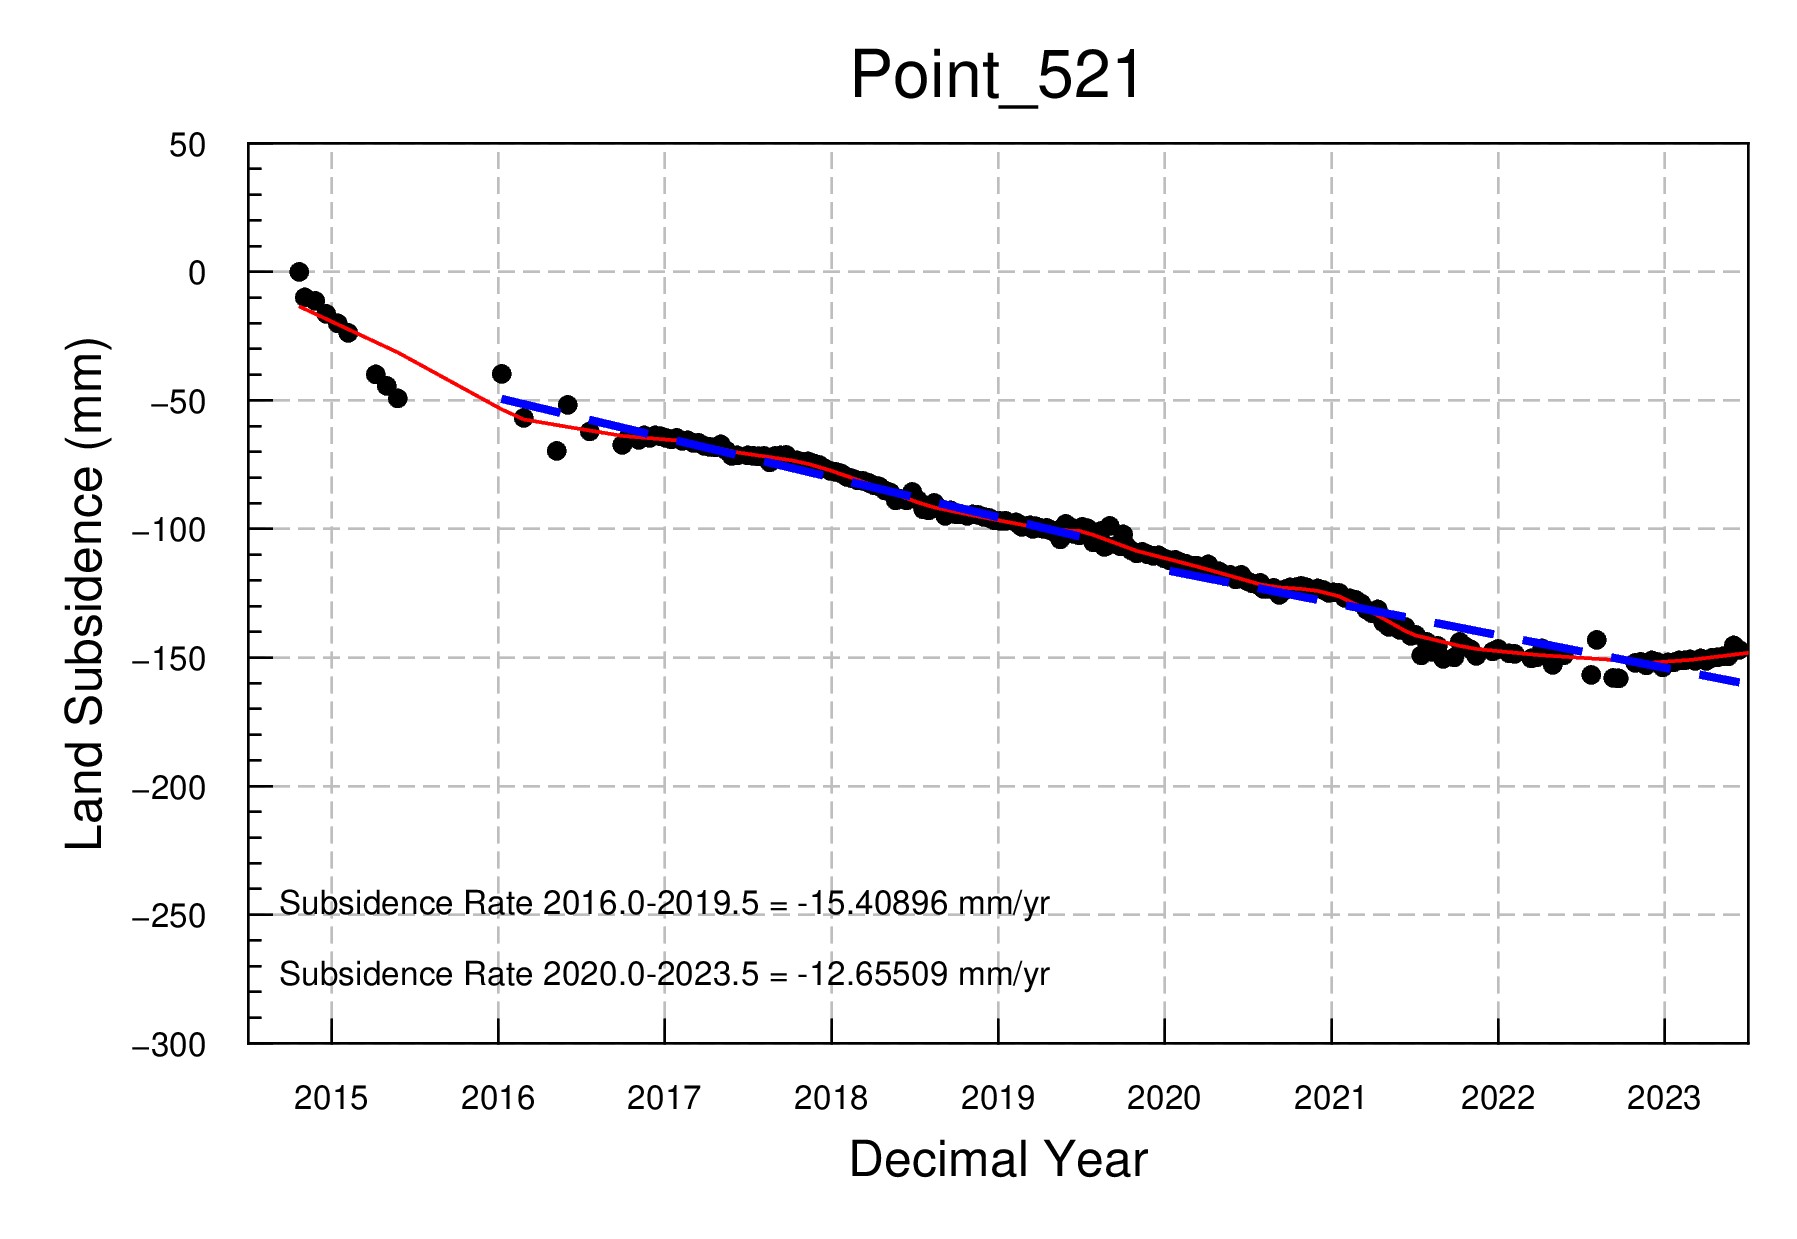 Point_521
50
0
−50
−100
−150
−200
−250
−300
Land Subsidence (mm)
Subsidence Rate 2016.0-2019.5 = -15.40896 mm/yr
Subsidence Rate 2020.0-2023.5 = -12.65509 mm/yr
2015 2016 2017 2018 2019 2020 2021 2022 2023
Decimal Year